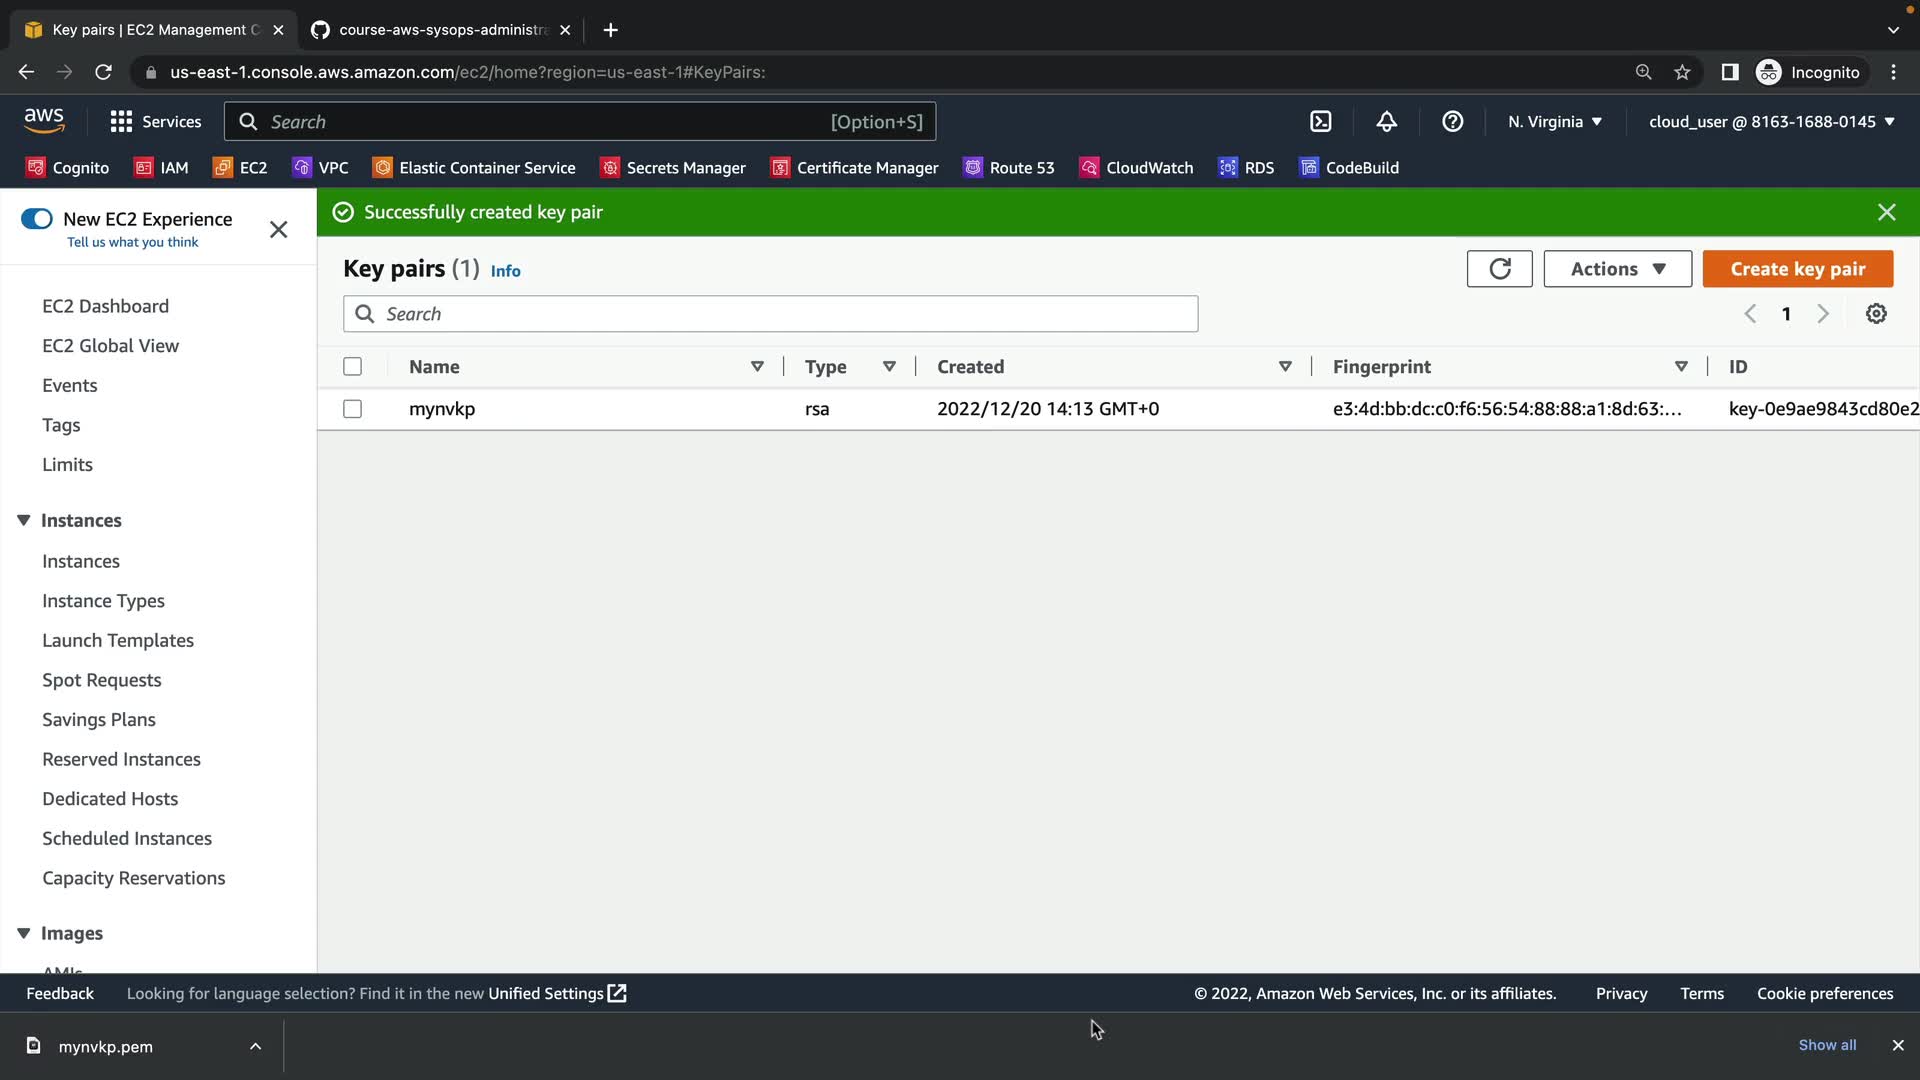 Key pairs | EC2 Management C
course-aws-sysops-administra
us-east-1.console.aws.amazon.com/ec2/home?region=us-east-1#KeyPairs:
Incognito
aws
Services
Search
[Option+S]
N. Virginia
cloud_user @ 8163-1688-0145
Cognito
IAM
EC2
VPC
Elastic Container Service
Secrets Manager
Certificate Manager
Route 53
CloudWatch
RDS
CodeBuild
New EC2 Experience
Tell us what you think
Successfully created key pair
Key pairs (1) Info
Actions
Create key pair
Search
1
Name
Type
Created
Fingerprint
ID
mynvkp
rsa
2022/12/20 14:13 GMT+0
e3:4d:bb:dc:c0:f6:56:54:88:88:a1:8d:63:...
key-0e9ae9843cd80e2
EC2 Dashboard
EC2 Global View
Events
Tags
Limits
Instances
Instances
Instance Types
Launch Templates
Spot Requests
Savings Plans
Reserved Instances
Dedicated Hosts
Scheduled Instances
Capacity Reservations
Images
AMIs
Feedback
Looking for language selection? Find it in the new Unified Settings
© 2022, Amazon Web Services, Inc. or its affiliates.
Privacy
Terms
Cookie preferences
mynvkp.pem
Show all